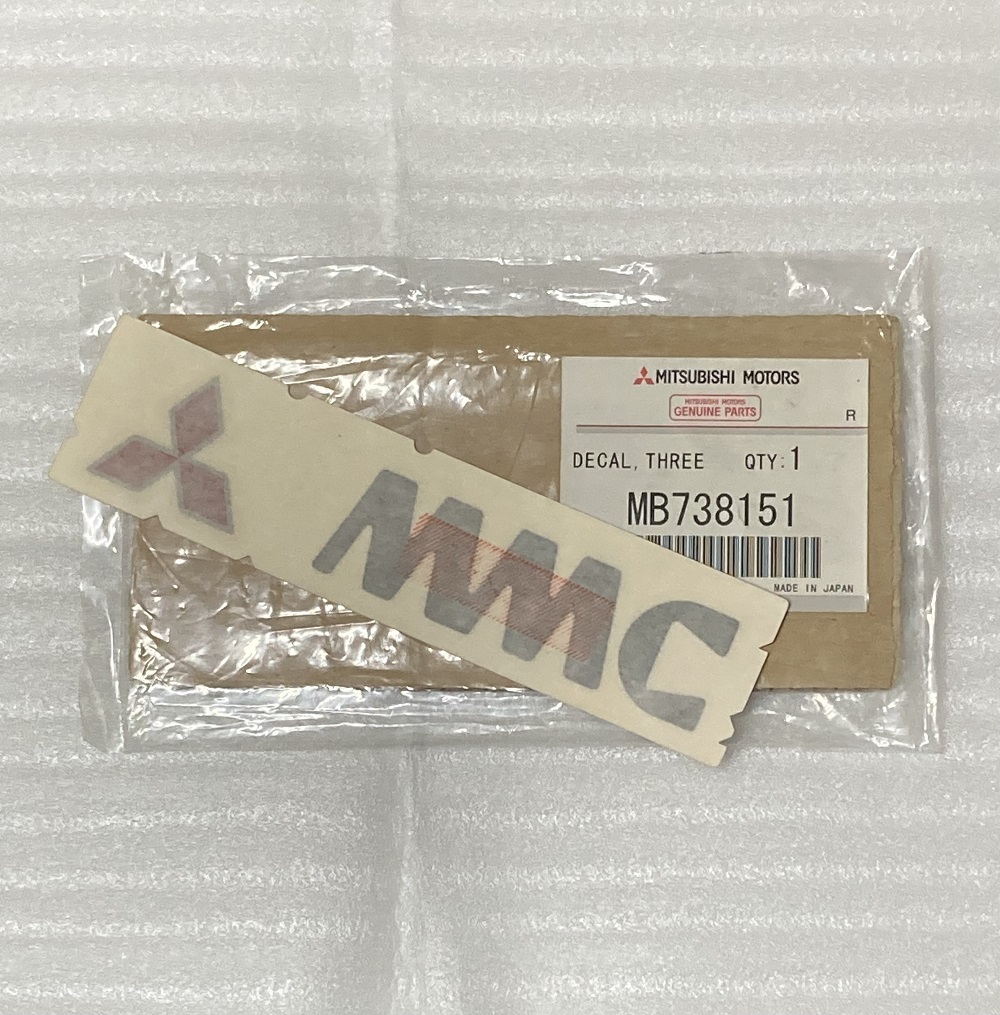 MITSUBISHI MOTORS
MITSUBISHI MOTORS
GENUINE PARTS
R
DECAL, THREE QTY: 1
MB738151
MADE IN JAPAN
MMC